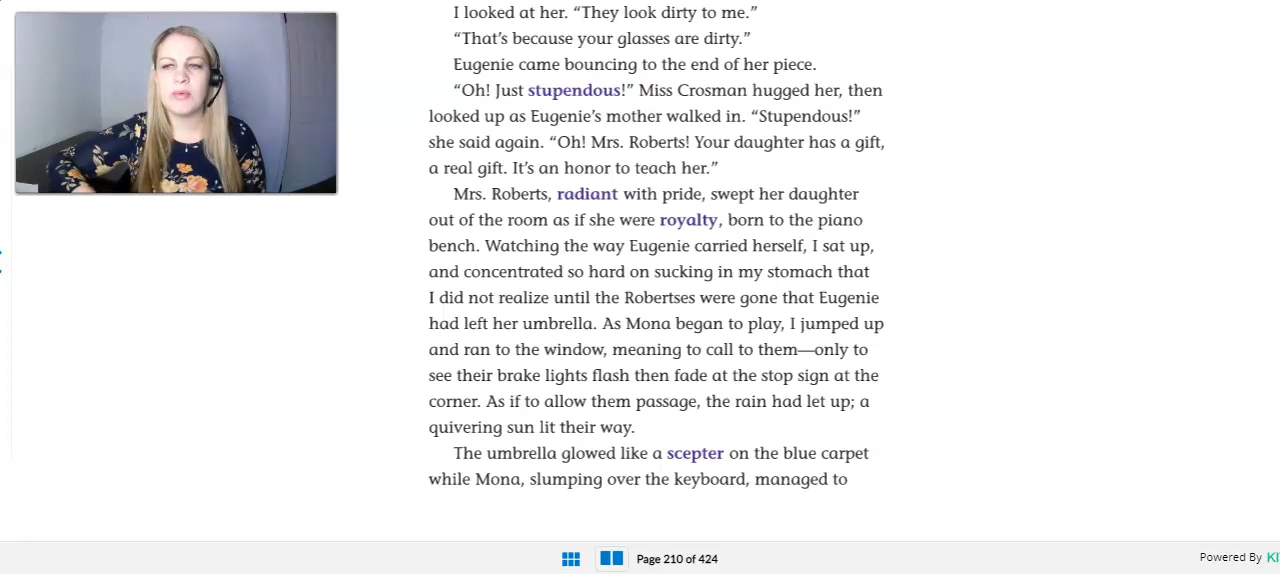 I looked at her. “They look dirty to me.”
“That’s because your glasses are dirty.”
Eugenie came bouncing to the end of her piece.
“Oh! Just stupendous!” Miss Crosman hugged her, then
looked up as Eugenie’s mother walked in. “Stupendous!”
she said again. “Oh! Mrs. Roberts! Your daughter has a gift,
a real gift. It’s an honor to teach her.”
Mrs. Roberts, radiant with pride, swept her daughter
out of the room as if she were royalty, born to the piano
bench. Watching the way Eugenie carried herself, I sat up,
and concentrated so hard on sucking in my stomach that
I did not realize until the Robertses were gone that Eugenie
had left her umbrella. As Mona began to play, I jumped up
and ran to the window, meaning to call to them—only to
see their brake lights flash then fade at the stop sign at the
corner. As if to allow them passage, the rain had let up; a
quivering sun lit their way.
The umbrella glowed like a scepter on the blue carpet
while Mona, slumping over the keyboard, managed to
Page 210 of 424
Powered By